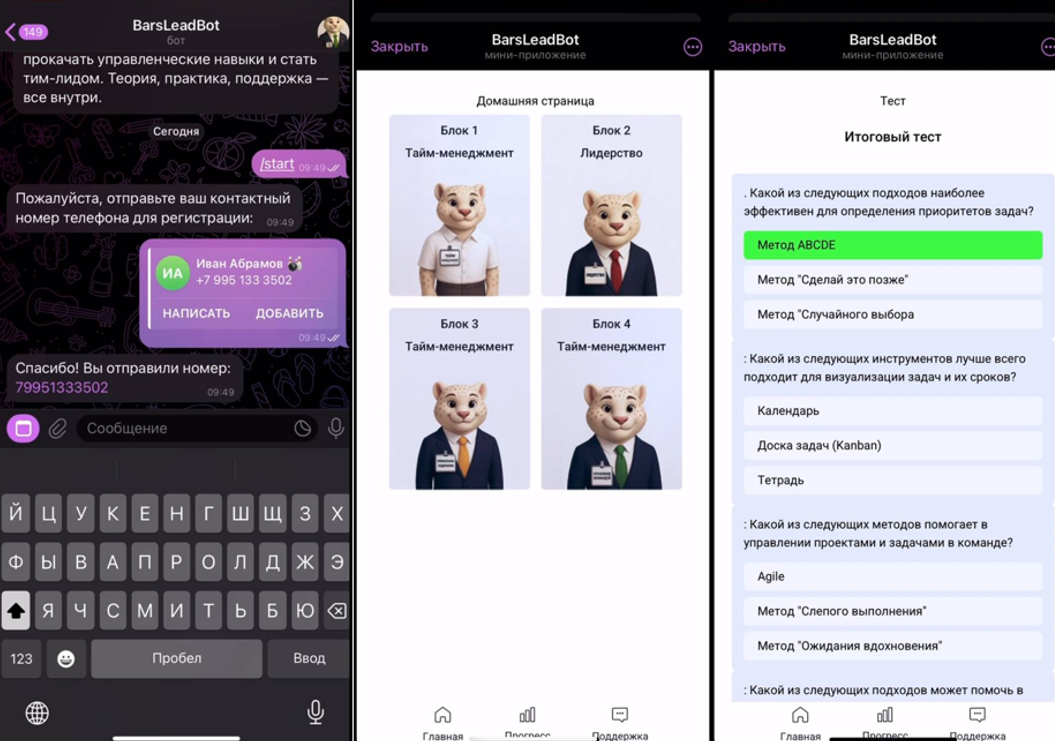 149
BarsLeadBot
бот
прокачать управленческие навыки и стать
тим-лидом. Теория, практика, поддержка —
все внутри.
Сегодня
/start 09:49
Пожалуйста, отправьте ваш контактный
номер телефона для регистрации: 09:49
ИА
Иван Абрамов
+7 995 133 3502
НАПИСАТЬ ДОБАВИТЬ
09:49
Спасибо! Вы отправили номер:
79951333502 09:49
Сообщение
Й Ц У К Е Н Г Ш Щ З Х
Ф Ы В А П Р О Л Д Ж Э
Я Ч С М И Т Ь Б Ю
123 Пробел Ввод
Закрыть
BarsLeadBot
мини-приложение
Домашняя страница
Блок 1
Тайм-менеджмент
Блок 2
Лидерство
Блок 3
Тайм-менеджмент
Блок 4
Тайм-менеджмент
Главная Прогресс Поддержка
Закрыть
BarsLeadBot
мини-приложение
Тест
Итоговый тест
. Какой из следующих подходов наиболее
эффективен для определения приоритетов задач?
Метод ABCDE
Метод "Сделай это позже"
Метод "Случайного выбора
: Какой из следующих инструментов лучше всего
подходит для визуализации задач и их сроков?
Календарь
Доска задач (Kanban)
Тетрадь
: Какой из следующих методов помогает в
управлении проектами и задачами в команде?
Agile
Метод "Слепого выполнения"
Метод "Ожидания вдохновения"
: Какой из следующих подходов может помочь в
Главная Прогресс Поддержка